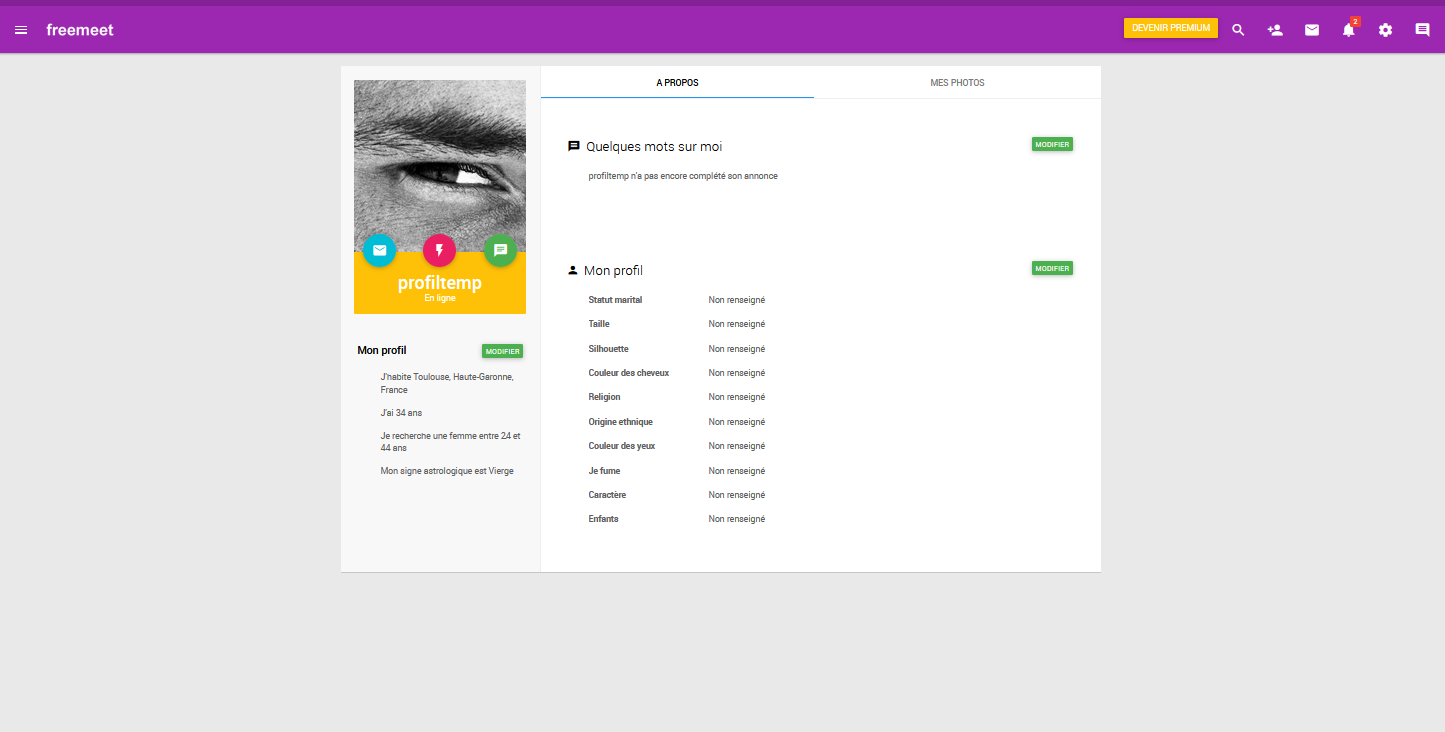 freemeet
DEVENIR PREMIUM
2
A PROPOS
MES PHOTOS
Quelques mots sur moi
MODIFIER
profiltemp n'a pas encore complété son annonce
profiltemp
En ligne
Mon profil
MODIFIER
J'habite Toulouse, Haute-Garonne,
France
J'ai 34 ans
Je recherche une femme entre 24 et
44 ans
Mon signe astrologique est Vierge
Mon profil
MODIFIER
Statut marital Non renseigné
Taille Non renseigné
Silhouette Non renseigné
Couleur des cheveux Non renseigné
Religion Non renseigné
Origine ethnique Non renseigné
Couleur des yeux Non renseigné
Je fume Non renseigné
Caractère Non renseigné
Enfants Non renseigné